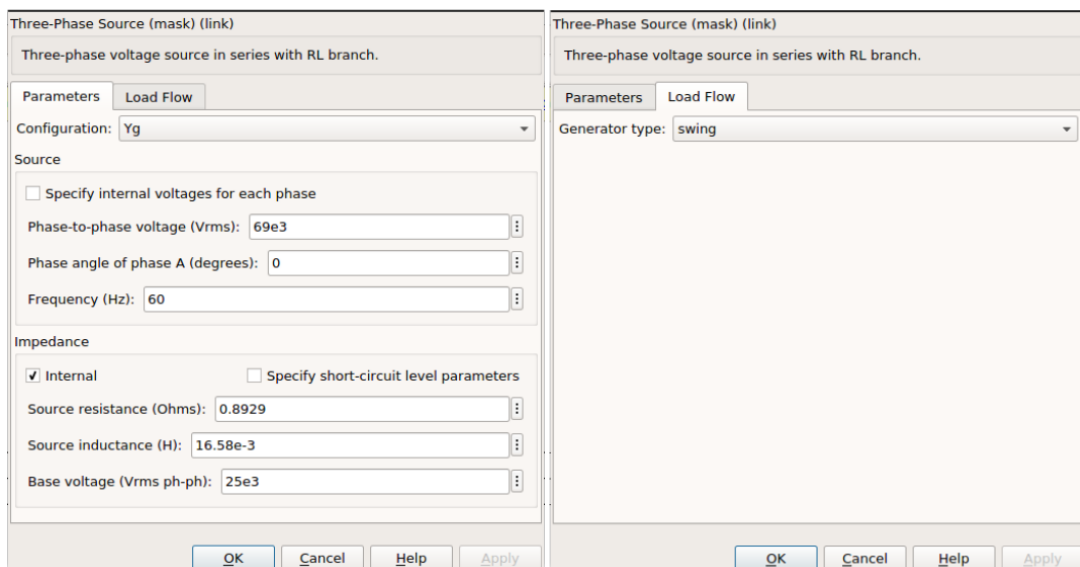 Three-Phase Source (mask) (link)
Three-phase voltage source in series with RL branch.
Parameters
Load Flow
Configuration: Yg
Source
Specify internal voltages for each phase
Phase-to-phase voltage (Vrms): 69e3
Phase angle of phase A (degrees): 0
Frequency (Hz): 60
Impedance
Internal
Specify short-circuit level parameters
Source resistance (Ohms): 0.8929
Source inductance (H): 16.58e-3
Base voltage (Vrms ph-ph): 25e3
OK
Cancel
Help
Apply
Three-Phase Source (mask) (link)
Three-phase voltage source in series with RL branch.
Parameters
Load Flow
Generator type: swing
OK
Cancel
Help
Apply